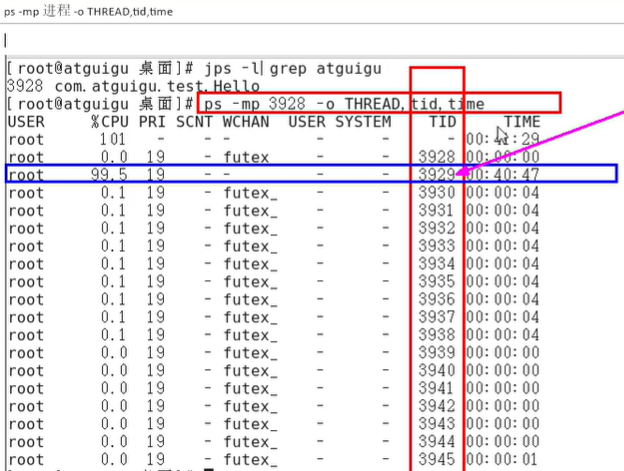 ps -mp 进程 -o THREAD,tid,time
[root@atguigu 桌面]# jps -l| grep atguigu
3928 com.atguigu.test.Hello
[root@atguigu 桌面]# ps -mp 3928 -o THREAD,tid,time
USER %CPU PRI SCNT WCHAN USER SYSTEM TID TIME
root 101 - - - - - - 00:41:29
root 0.0 19 - futex_ - - 3928 00:00:00
root 99.5 19 - - - - 3929 00:40:47
root 0.1 19 - futex_ - - 3930 00:00:04
root 0.1 19 - futex_ - - 3931 00:00:04
root 0.1 19 - futex_ - - 3932 00:00:04
root 0.1 19 - futex_ - - 3933 00:00:04
root 0.1 19 - futex_ - - 3934 00:00:04
root 0.1 19 - futex_ - - 3935 00:00:04
root 0.1 19 - futex_ - - 3936 00:00:04
root 0.1 19 - futex_ - - 3937 00:00:04
root 0.1 19 - futex_ - - 3938 00:00:04
root 0.0 19 - futex_ - - 3939 00:00:00
root 0.0 19 - futex_ - - 3940 00:00:00
root 0.0 19 - futex_ - - 3941 00:00:00
root 0.0 19 - futex_ - - 3942 00:00:00
root 0.0 19 - futex_ - - 3943 00:00:00
root 0.0 19 - futex_ - - 3944 00:00:00
root 0.0 19 - futex_ - - 3945 00:00:01